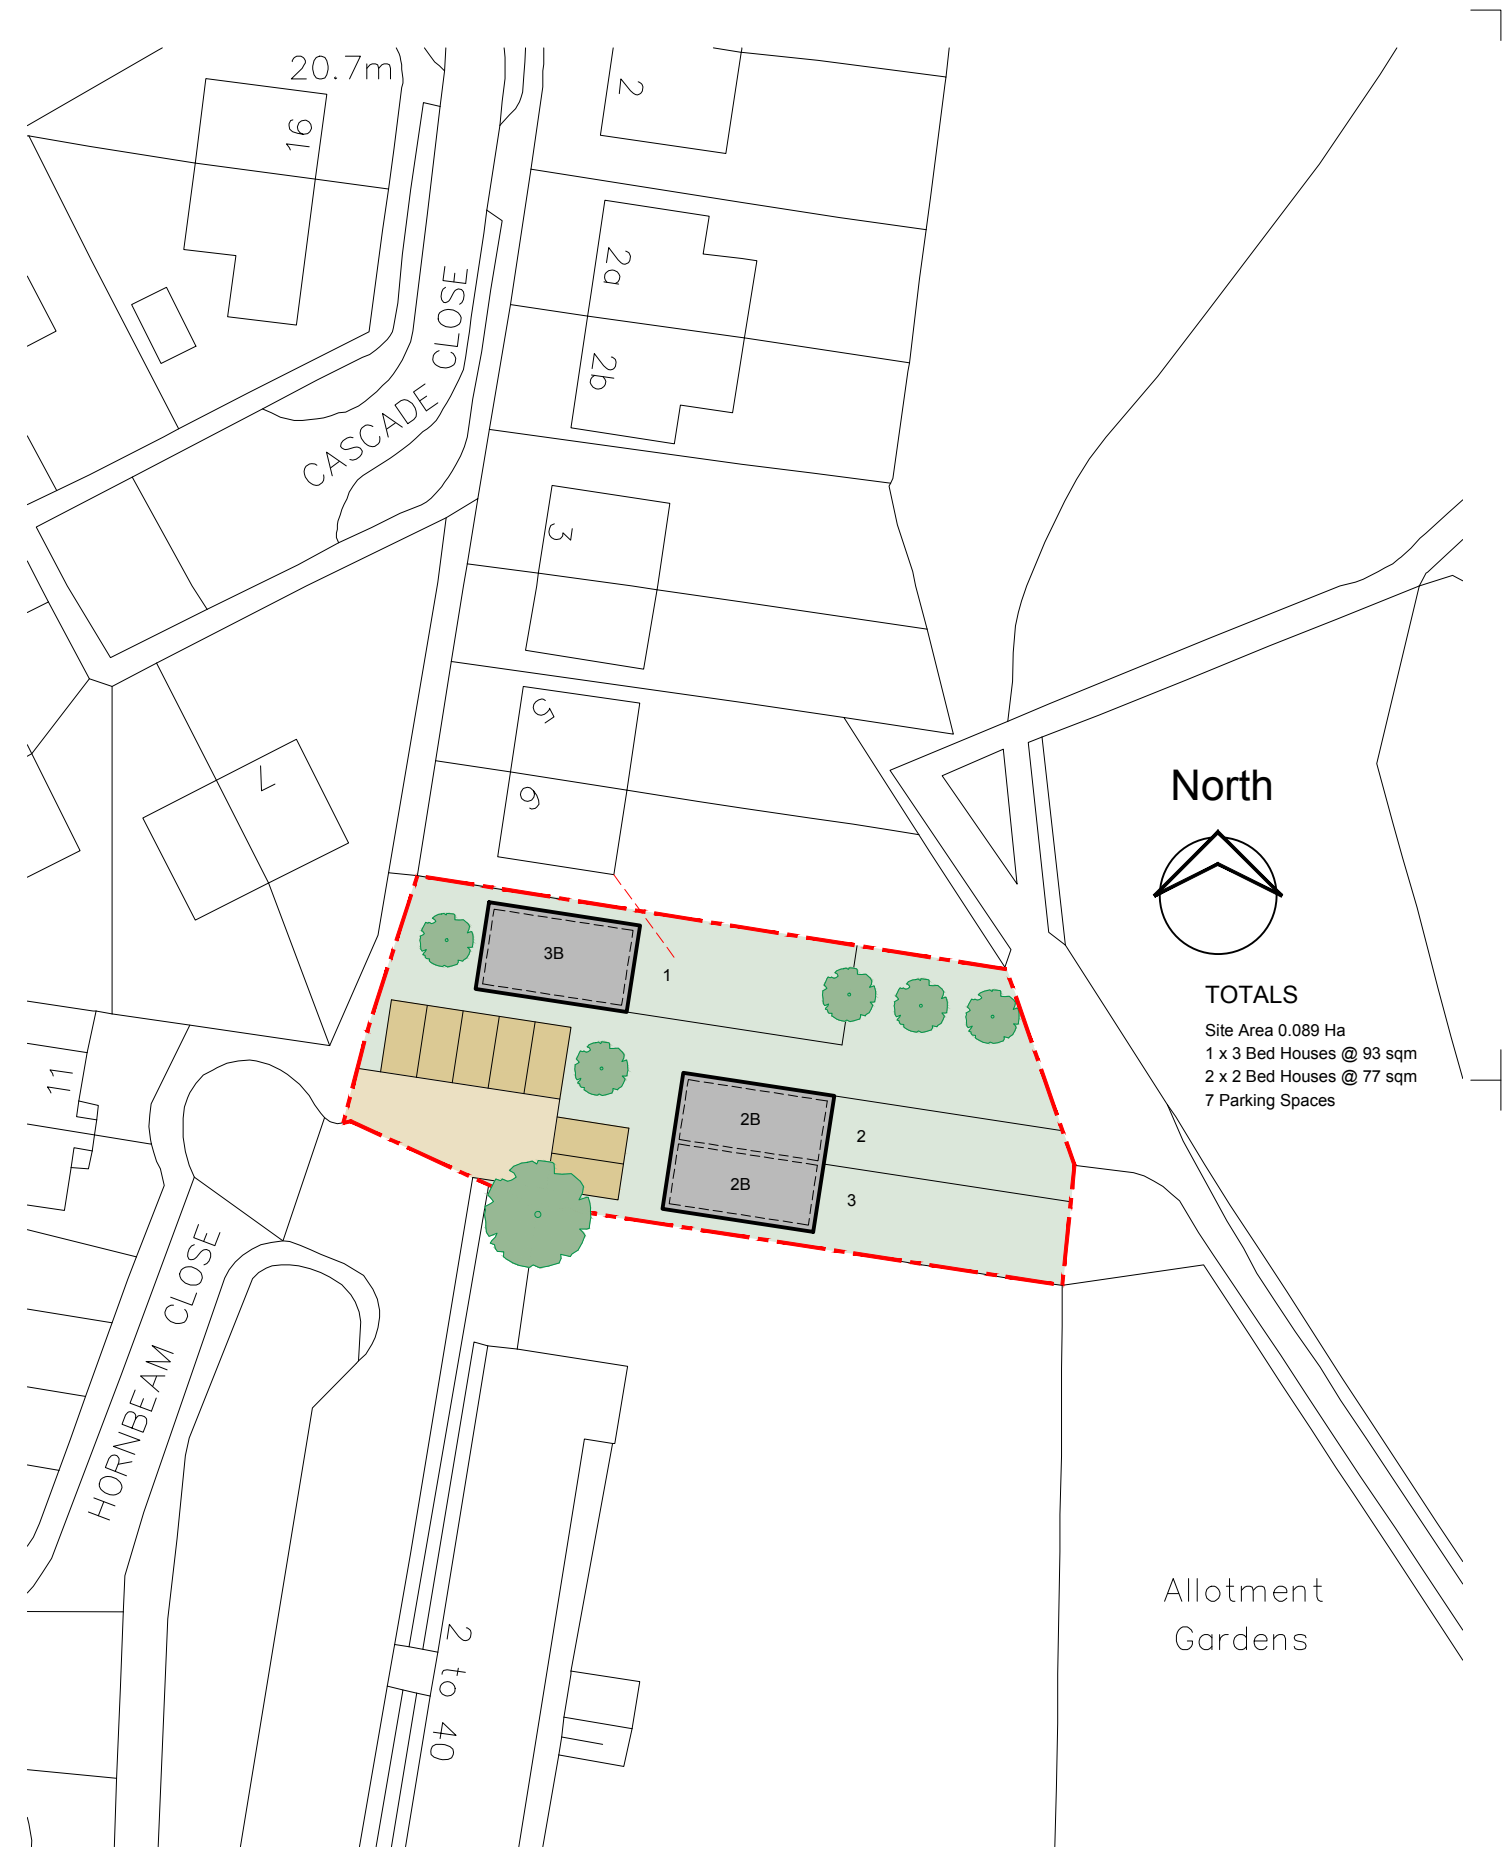 20.7m
16
2
2a
2b
CASCADE CLOSE
3
5
6
7
North
3B
1
TOTALS
Site Area 0.089 Ha
1 x 3 Bed Houses @ 93 sqm
2 x 2 Bed Houses @ 77 sqm
7 Parking Spaces
11
2B
2
2B
3
HORNBEAM CLOSE
Allotment
Gardens
2 to 40